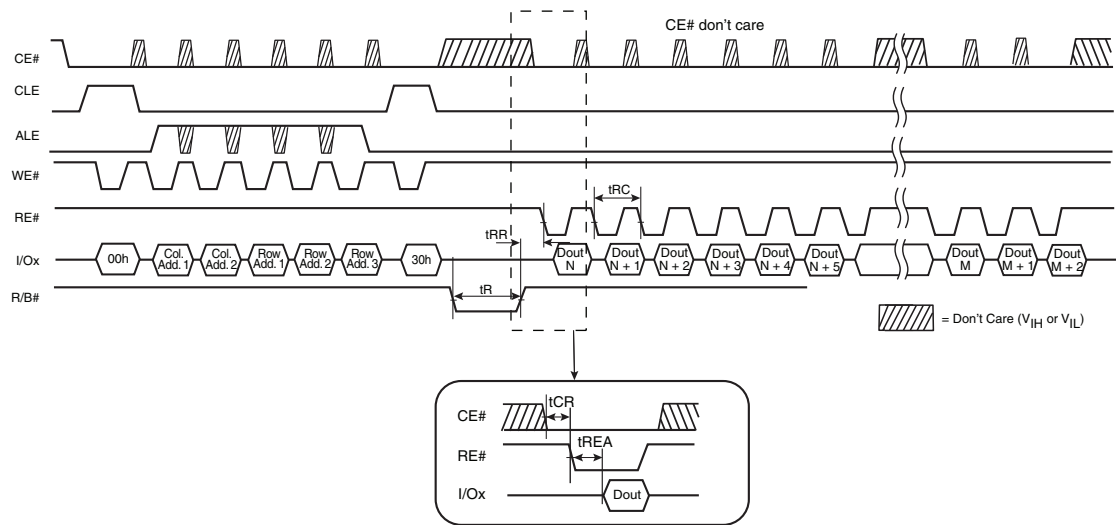 CE# don't care
CE#
CLE
ALE
WE#
tRC
RE#
tRR
I/Ox
00h
Col. Add. 1
Col. Add. 2
Row Add. 1
Row Add. 2
Row Add. 3
30h
Dout N
Dout N + 1
Dout N + 2
Dout N + 3
Dout N + 4
Dout N + 5
Dout M
Dout M + 1
Dout M + 2
tR
R/B#
= Don't Care (VIH or VIL)
tCR
CE#
tREA
RE#
I/Ox
Dout